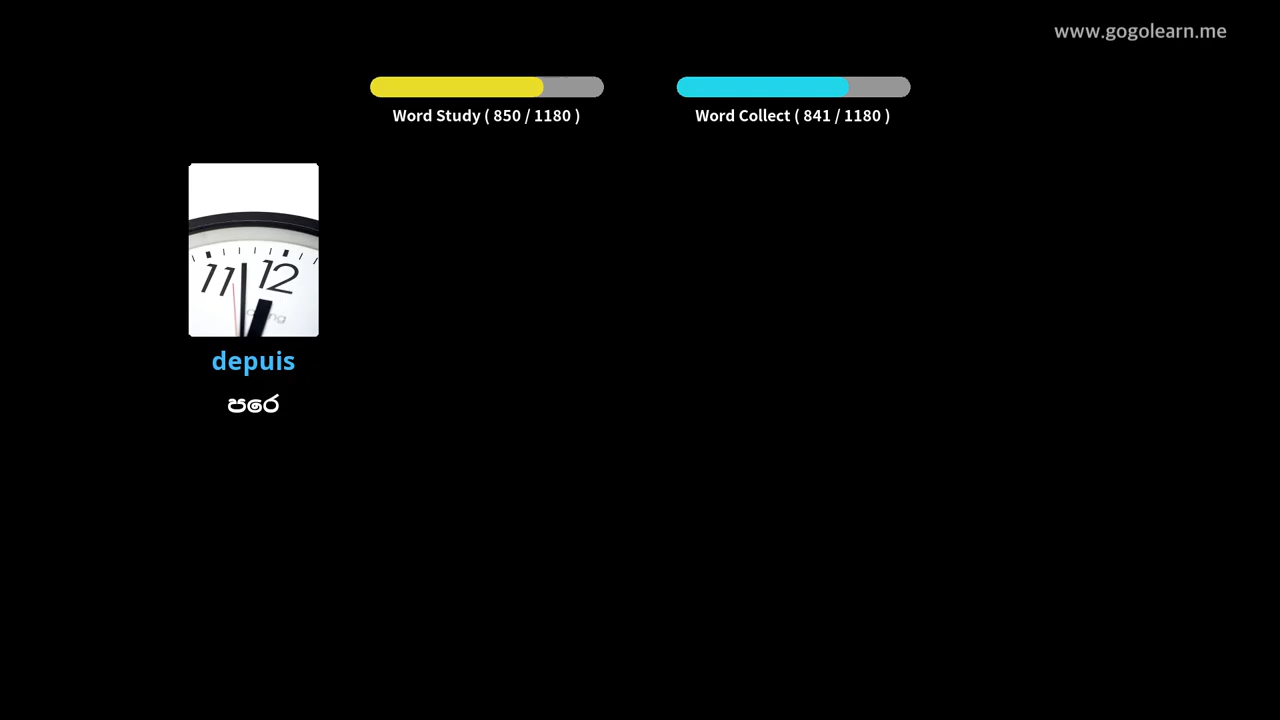 www.gogolearn.me
Word Study ( 850 / 1180 )
Word Collect ( 841 / 1180 )
11 12
depuis
පරෙ